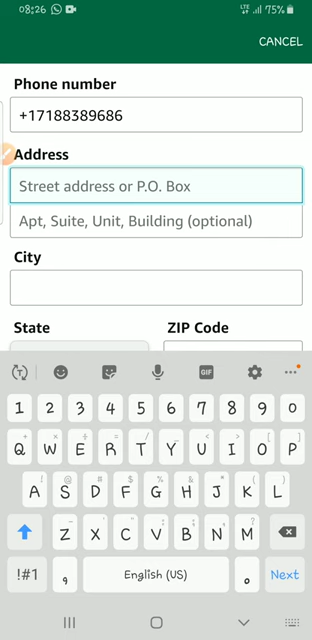 08:26 LTE 75%
CANCEL
Phone number
+17188389686
Address
Street address or P.O. Box
Apt, Suite, Unit, Building (optional)
City
State ZIP Code
GIF
1 2 3 4 5 6 7 8 9 0
Q W E R T Y U I O P
A S D F G H J K L
Z X C V B N M
!#1 , English (US) . Next